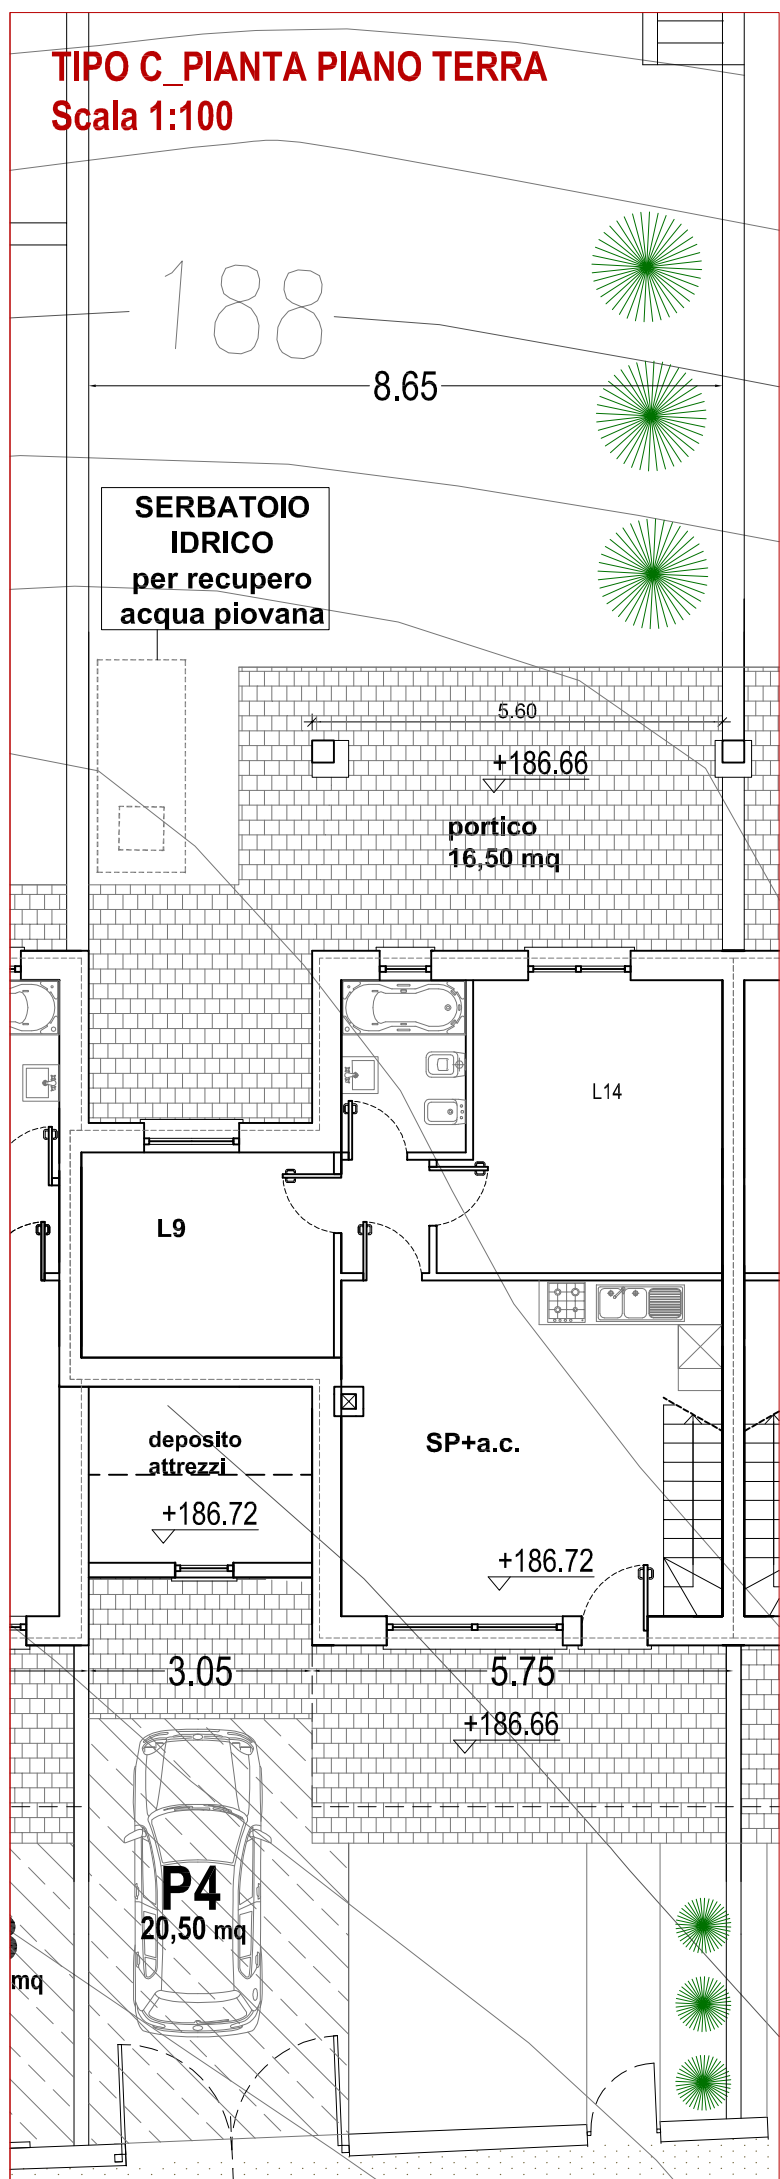 TIPO C_PIANTA PIANO TERRA
Scala 1:100
188
8.65
SERBATOIO
IDRICO
per recupero
acqua piovana
5.60
+186.66
portico
16,50 mq
L14
L9
SP+a.c.
deposito
attrezzi
+186.72
+186.72
3.05
5.75
+186.66
P4
20,50 mq
mq